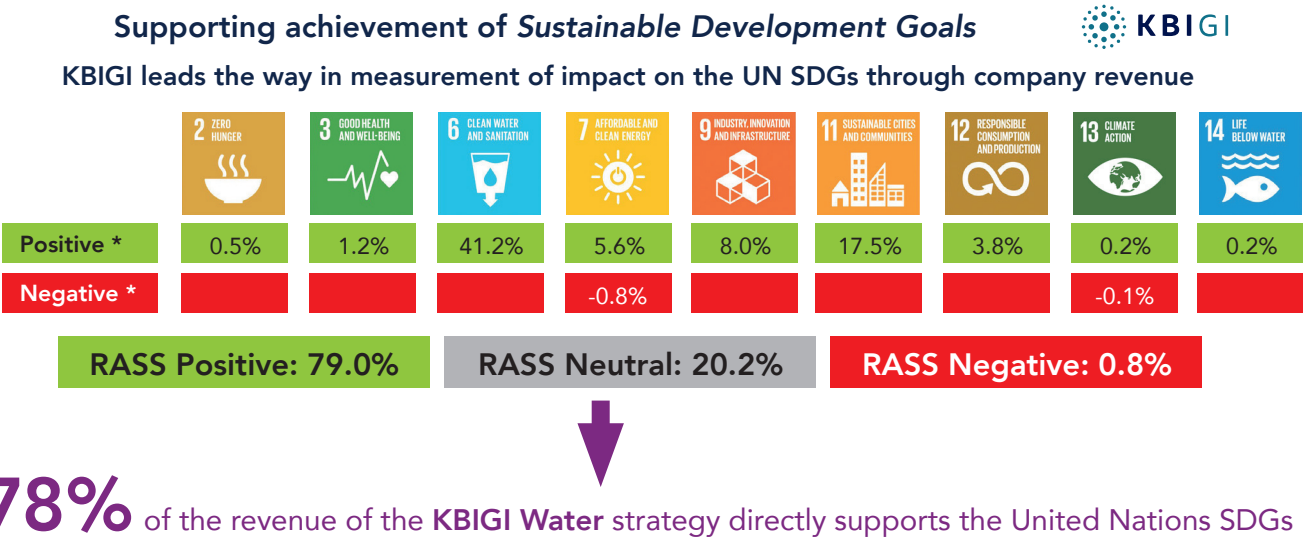 Supporting achievement of Sustainable Development Goals
KBIGI
KBIGI leads the way in measurement of impact on the UN SDGs through company revenue
2 ZERO HUNGER
3 GOOD HEALTH AND WELL-BEING
6 CLEAN WATER AND SANITATION
7 AFFORDABLE AND CLEAN ENERGY
9 INDUSTRY, INNOVATION AND INFRASTRUCTURE
11 SUSTAINABLE CITIES AND COMMUNITIES
12 RESPONSIBLE CONSUMPTION AND PRODUCTION
13 CLIMATE ACTION
14 LIFE BELOW WATER
Positive * 0.5% 1.2% 41.2% 5.6% 8.0% 17.5% 3.8% 0.2% 0.2%
Negative * -0.8% -0.1%
RASS Positive: 79.0% RASS Neutral: 20.2% RASS Negative: 0.8%
78% of the revenue of the KBIGI Water strategy directly supports the United Nations SDGs